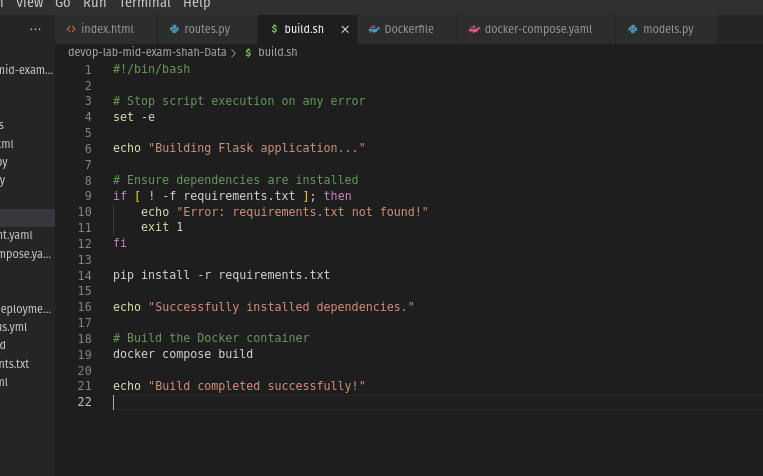 View Go Run Terminal Help
... index.html routes.py $ build.sh × Dockerfile docker-compose.yaml models.py
devop-lab-mid-exam-shah-Data > $ build.sh
mid-exam...
1 #!/bin/bash
2
3 # Stop script execution on any error
4 set -e
5
6 echo "Building Flask application..."
7
8 # Ensure dependencies are installed
9 if [ ! -f requirements.txt ]; then
10 echo "Error: requirements.txt not found!"
11 exit 1
12 fi
13
14 pip install -r requirements.txt
15
16 echo "Successfully installed dependencies."
17
18 # Build the Docker container
19 docker compose build
20
21 echo "Build completed successfully!"
22
s
tml
py
y
nt.yaml
mpose.ya...
eployme...
us.yml
d
nts.txt
ml